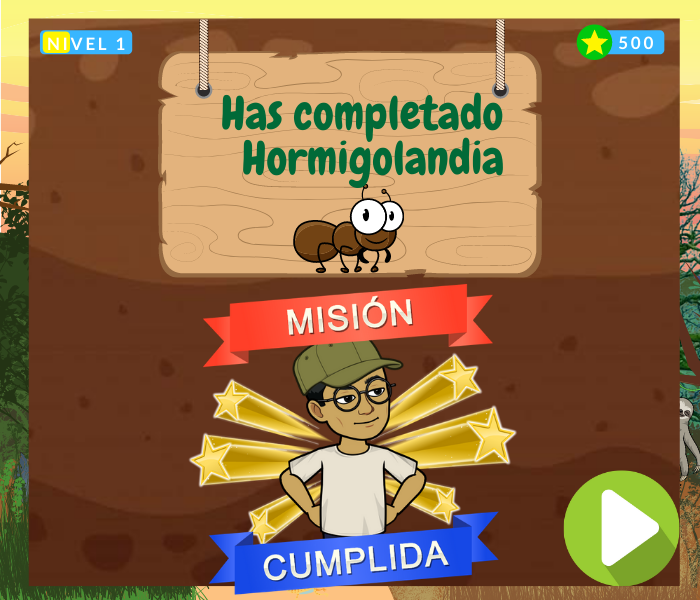 NIVEL 1
500
Has completado
Hormigolandia
MISIÓN
CUMPLIDA